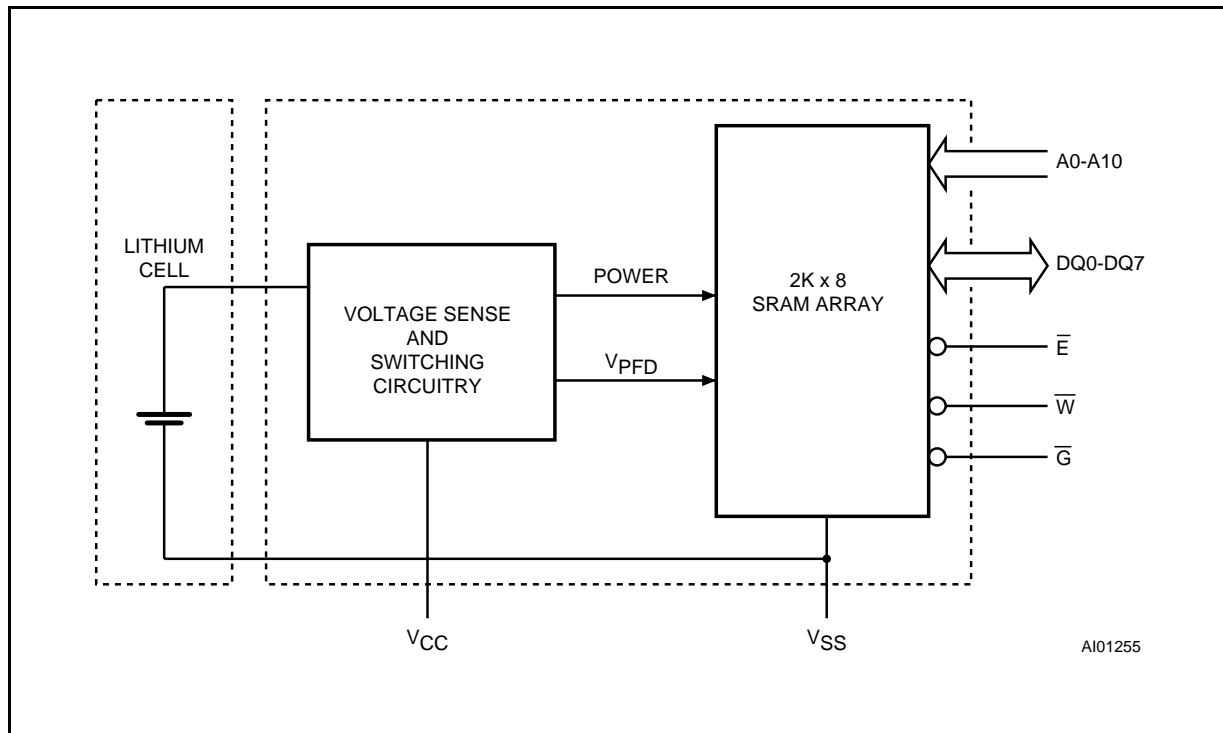 LITHIUM
CELL
VOLTAGE SENSE
AND
SWITCHING
CIRCUITRY
POWER
VPFD
2K x 8
SRAM ARRAY
A0-A10
DQ0-DQ7
E̅
W̅
G̅
VCC
VSS
AI01255